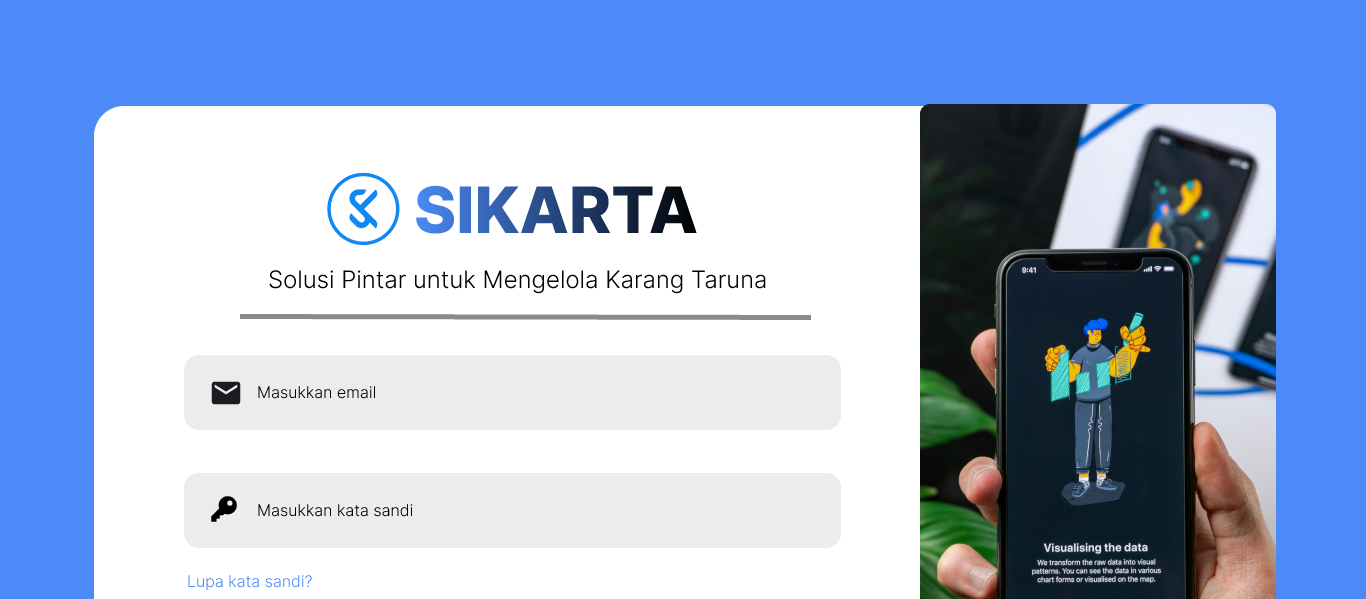 SIKARTA
Solusi Pintar untuk Mengelola Karang Taruna
Masukkan email
Masukkan kata sandi
Lupa kata sandi?
9:41
Visualising the data
We transform the raw data into visual
patterns. You can see the data in various
chart forms or visualised on the map.